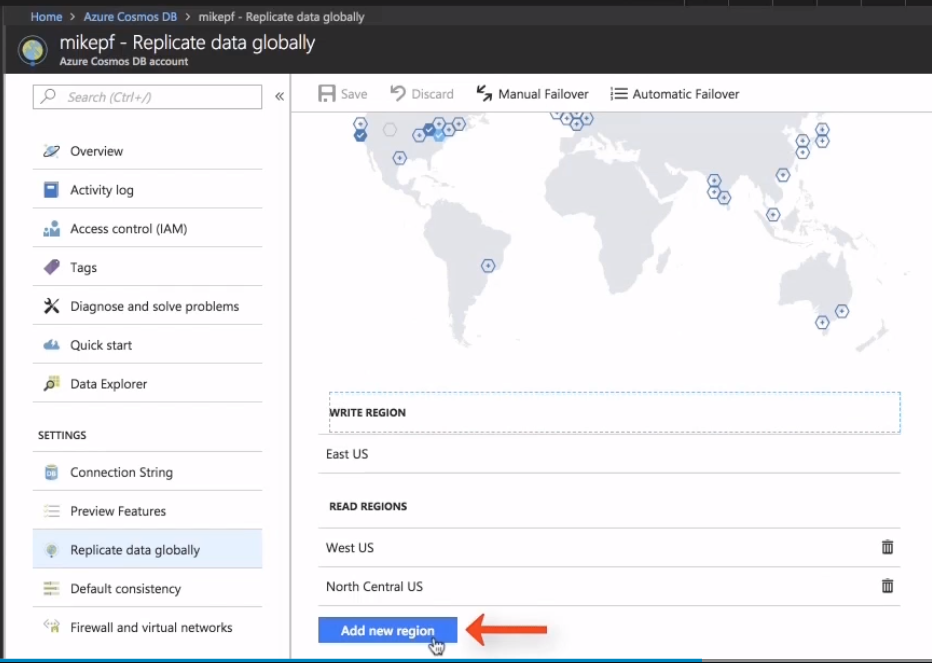 Home > Azure Cosmos DB > mikepf - Replicate data globally
mikepf - Replicate data globally
Azure Cosmos DB account
Search (Ctrl+/)
«
Save
Discard
Manual Failover
Automatic Failover
Overview
Activity log
Access control (IAM)
Tags
Diagnose and solve problems
Quick start
Data Explorer
SETTINGS
Connection String
Preview Features
Replicate data globally
Default consistency
Firewall and virtual networks
WRITE REGION
East US
READ REGIONS
West US
North Central US
Add new region